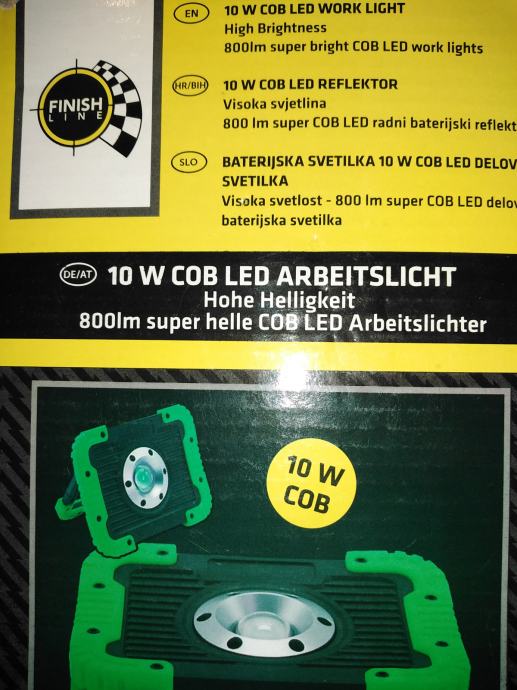 FINISH
LINE
EN
10 W COB LED WORK LIGHT
High Brightness
800lm super bright COB LED work lights
HR/BIH
10 W COB LED REFLEKTOR
Visoka svjetlina
800 lm super COB LED radni baterijski reflekt
SLO
BATERIJSKA SVETILKA 10 W COB LED DELOV
SVETILKA
Visoka svetlost - 800 lm super COB LED delov
baterijska svetilka
DE/AT
10 W COB LED ARBEITSLICHT
Hohe Helligkeit
800lm super helle COB LED Arbeitslichter
10 W
COB